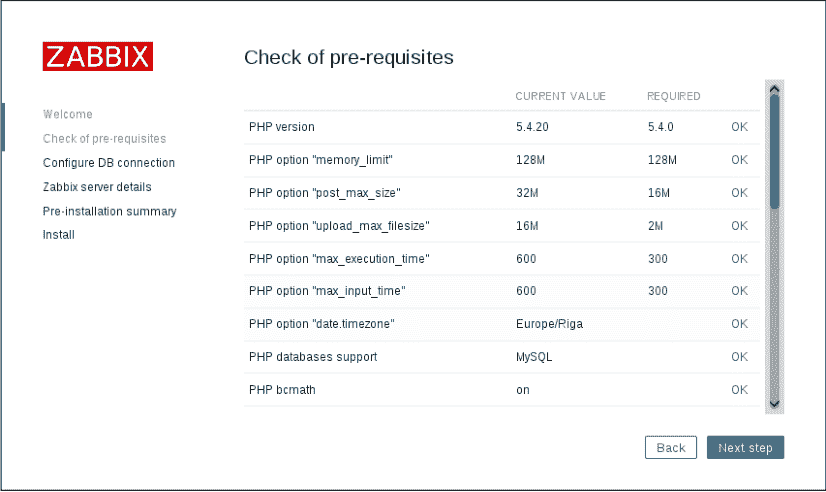 ZABBIX
Welcome
Check of pre-requisites
Configure DB connection
Zabbix server details
Pre-installation summary
Install
Check of pre-requisites
CURRENT VALUE REQUIRED
PHP version 5.4.20 5.4.0 OK
PHP option "memory_limit" 128M 128M OK
PHP option "post_max_size" 32M 16M OK
PHP option "upload_max_filesize" 16M 2M OK
PHP option "max_execution_time" 600 300 OK
PHP option "max_input_time" 600 300 OK
PHP option "date.timezone" Europe/Riga OK
PHP databases support MySQL OK
PHP bcmath on OK
Back Next step